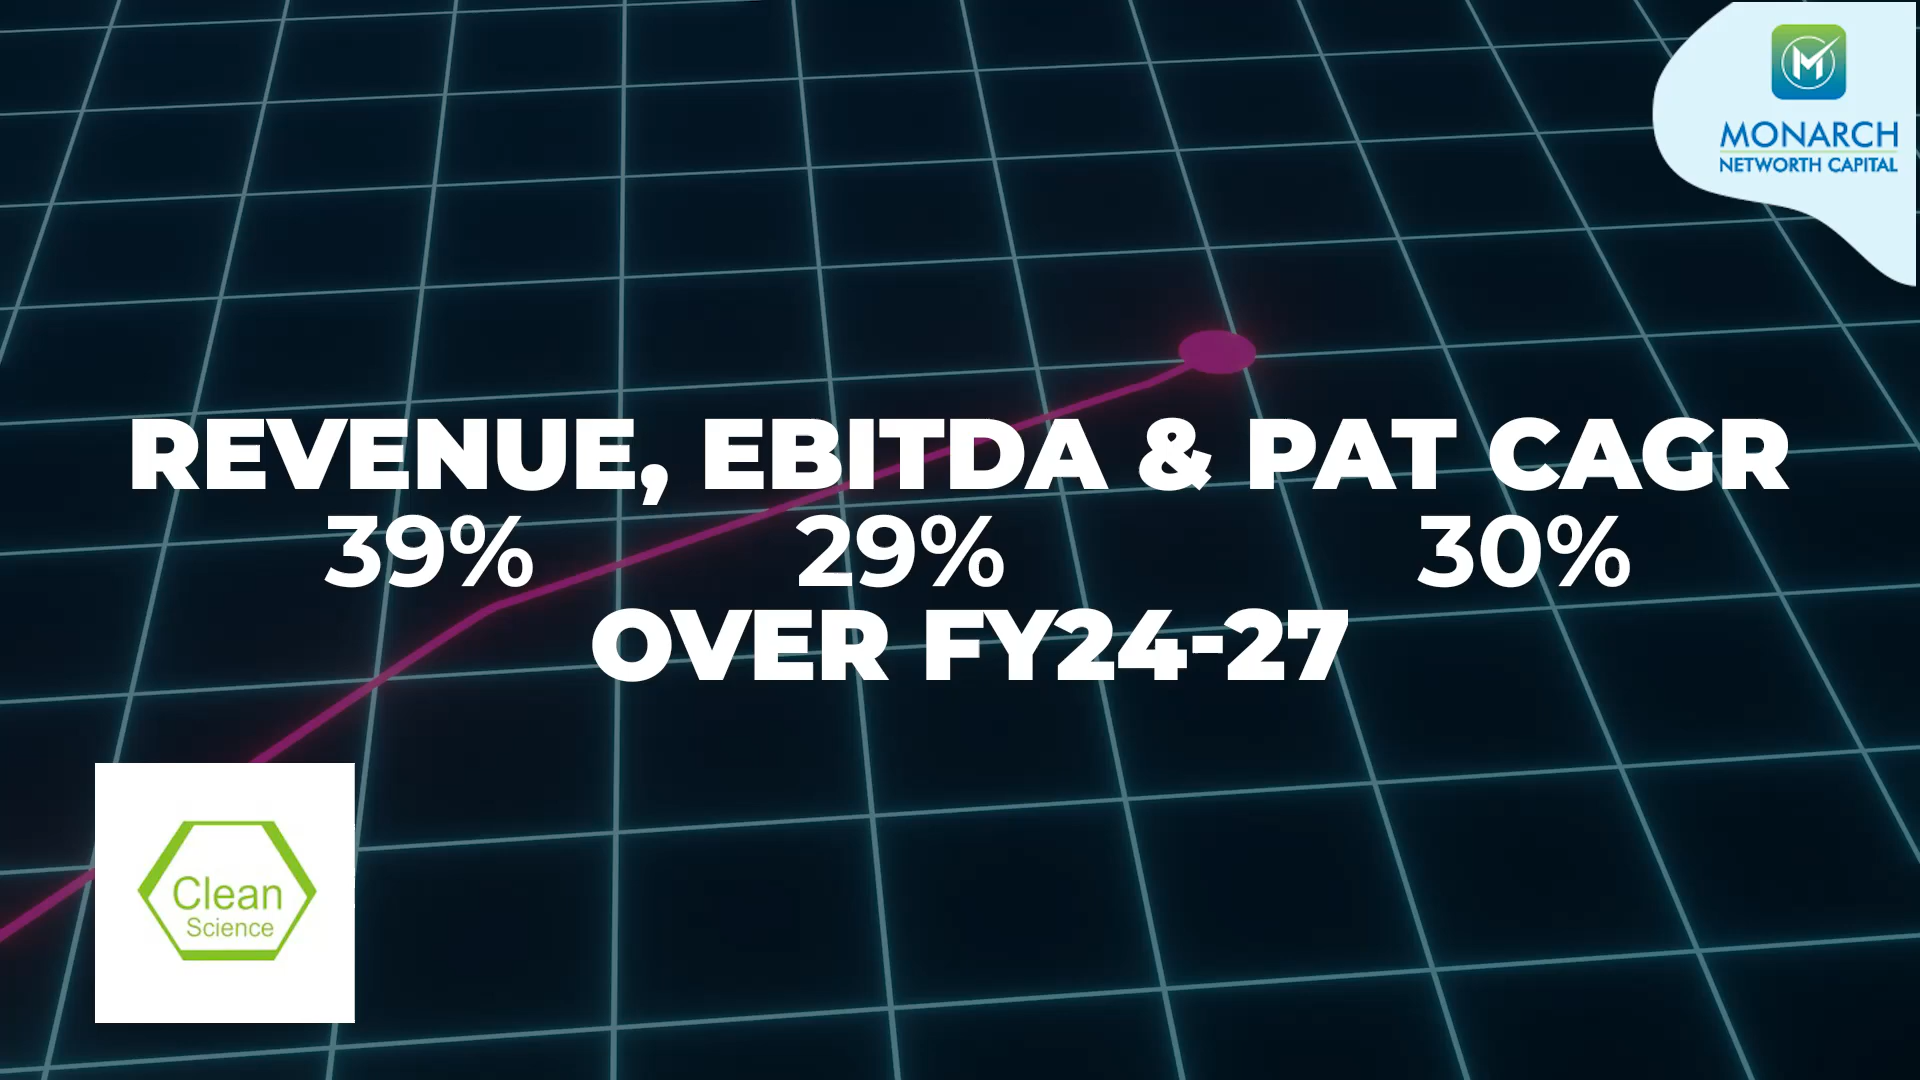 MONARCH
NETWORTH CAPITAL
REVENUE, EBITDA & PAT CAGR
39% 29% 30%
OVER FY24-27
Clean
Science